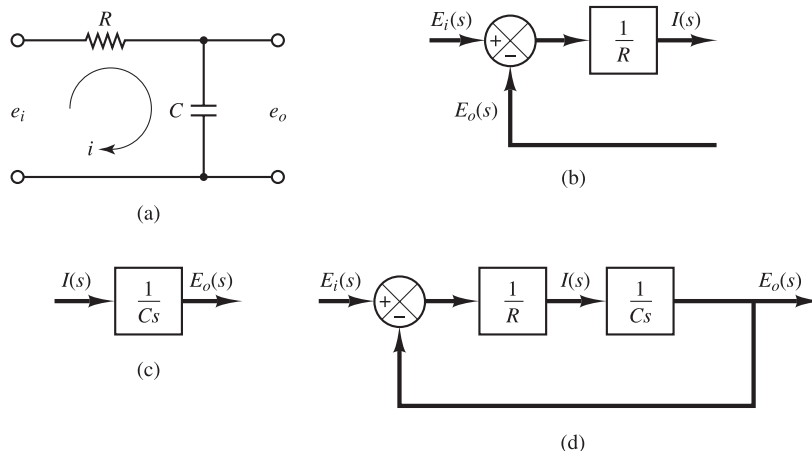 R
e_i
C
e_o
i
(a)
E_i(s)
+
−
1/R
I(s)
E_o(s)
(b)
I(s)
1/Cs
E_o(s)
(c)
E_i(s)
+
−
1/R
I(s)
1/Cs
E_o(s)
(d)